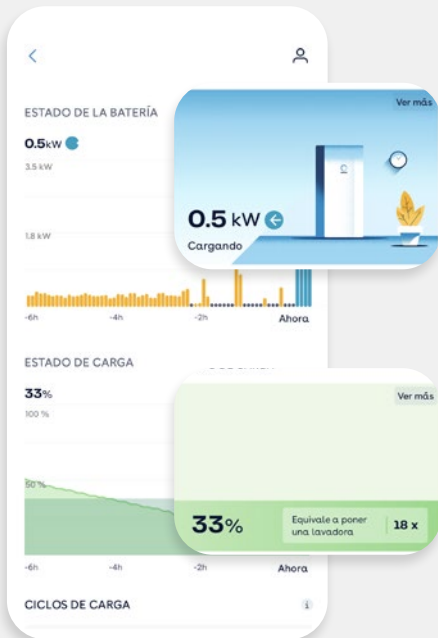 ESTADO DE LA BATERÍA
0.5kW
3.5 kW
1.8 kW
-6h -4h -2h Ahora
Ver más
0.5 kW
Cargando
ESTADO DE CARGA
33%
100 %
50 %
-6h -4h -2h Ahora
Ver más
33%
Equivale a poner
una lavadora
18 x
CICLOS DE CARGA
i